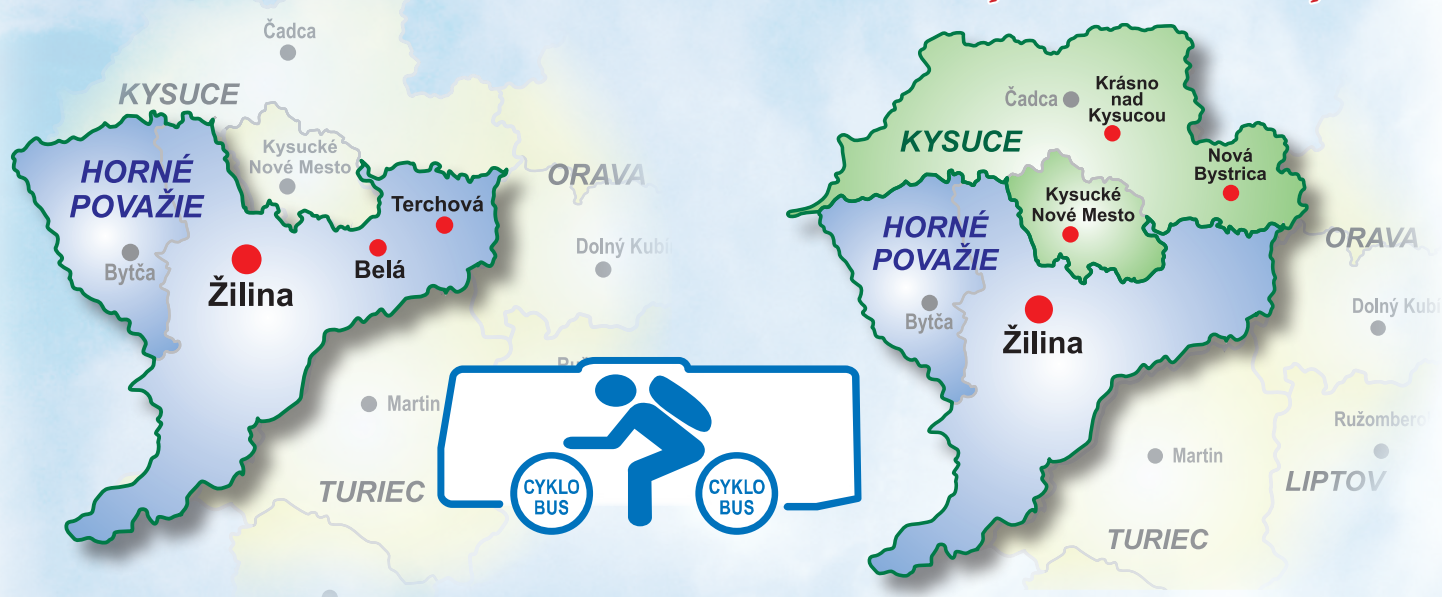 Čadca
KYSUCE
Kysucké
Nové Mesto
HORNÉ
POVAŽIE
ORAVA
Terchová
Bytča
Belá
Žilina
Dolný
Martin
TURIEC
CYKLO
BUS
CYKLO
BUS
Krásno
nad
Kysucou
Čadca
KYSUCE
Nová
Bystrica
Kysucké
Nové Mesto
HORNÉ
POVAŽIE
ORAVA
Bytča
Žilina
Dolný
Martin
LIPTOV
TURIEC